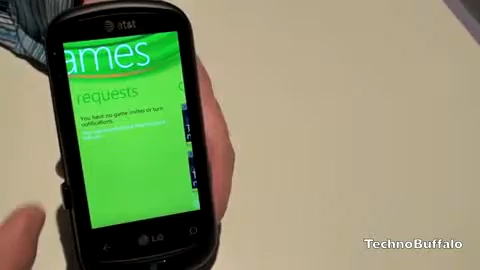 at&t
ames
requests
You have no game invites or turn
notifications.
LG
TechnoBuffalo